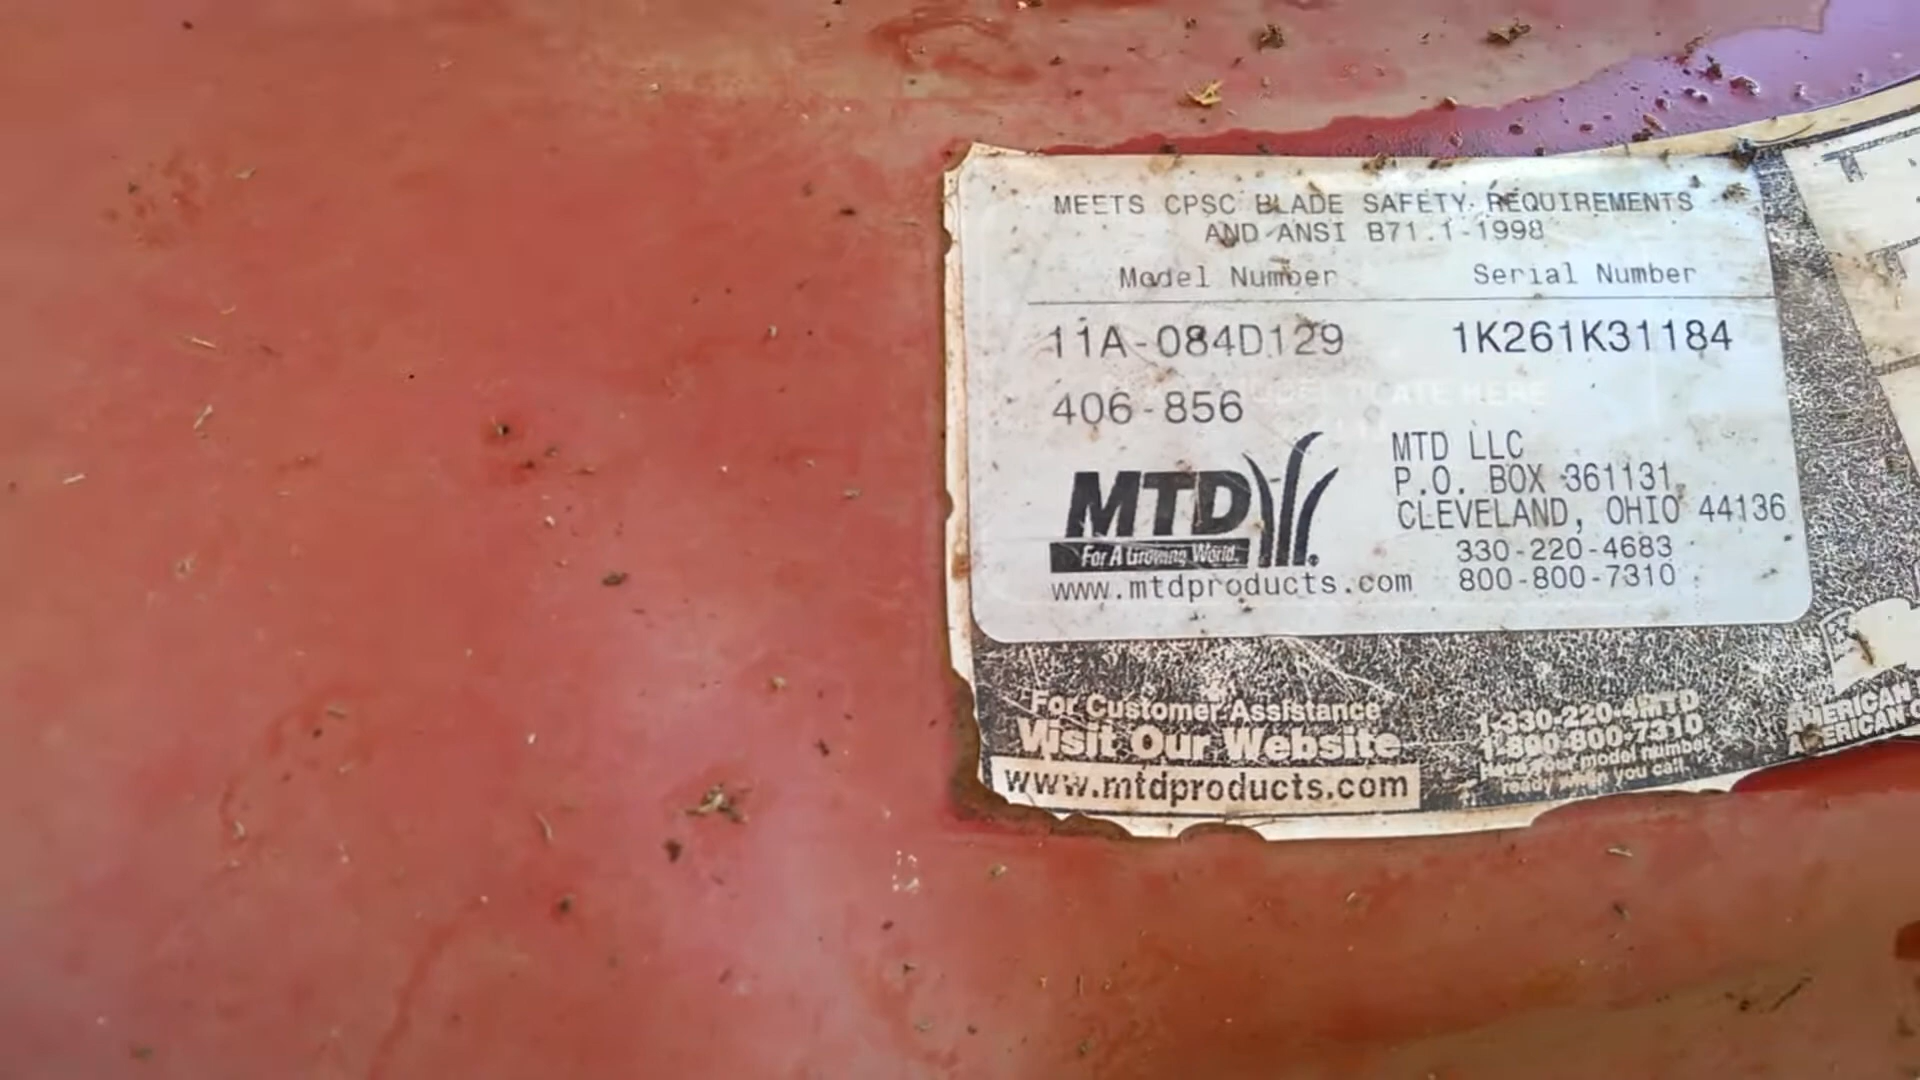 MEETS CPSC BLADE SAFETY REQUIREMENTS
AND ANSI B71.1-1998
Model Number Serial Number
11A-084D129 1K261K31184
406-856
MTD
For A Growing World.
www.mtdproducts.com
MTD LLC
P.O. BOX 361131
CLEVELAND, OHIO 44136
330-220-4683
800-800-7310
For Customer Assistance
Visit Our Website
www.mtdproducts.com
1-330-220-4MTD
1-800-800-7310
Have your model number
ready when you call.
AMERICAN
AMERICAN